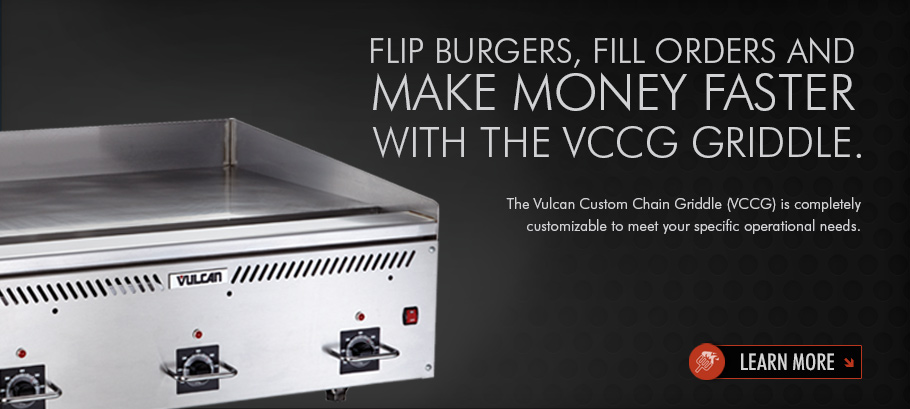 FLIP BURGERS, FILL ORDERS AND
MAKE MONEY FASTER
WITH THE VCCG GRIDDLE.
The Vulcan Custom Chain Griddle (VCCG) is completely
customizable to meet your specific operational needs.
VULCAN
LEARN MORE